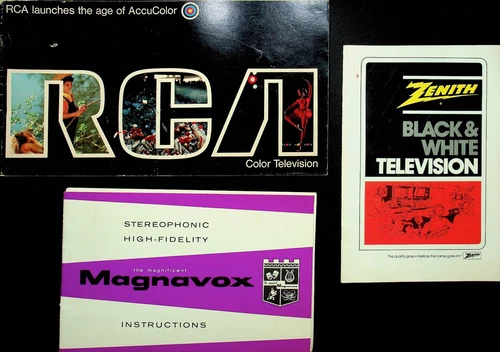 RCA launches the age of AccuColor
RCA
Color Television
ZENITH
BLACK &
WHITE
TELEVISION
The quality goes in before the name goes on®
ZENITH
STEREOPHONIC
HIGH-FIDELITY
the magnificent
Magnavox
INSTRUCTIONS